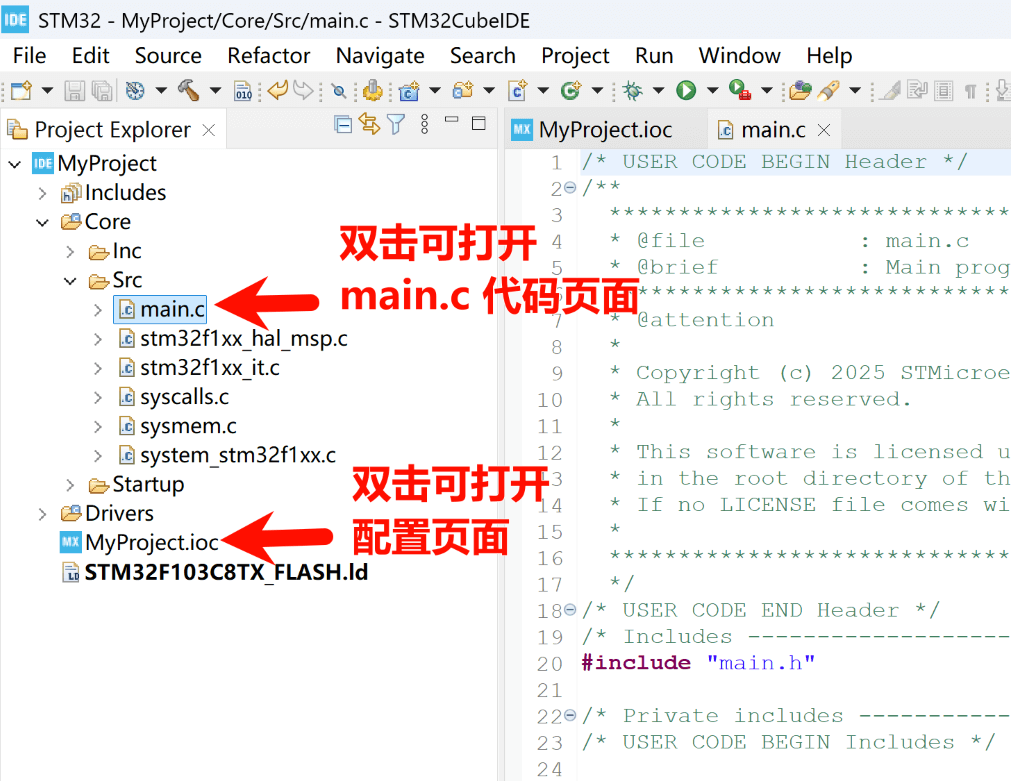 IDE STM32 - MyProject/Core/Src/main.c - STM32CubeIDE
File Edit Source Refactor Navigate Search Project Run Window Help
010
Project Explorer
IDE MyProject
Includes
Core
Inc
Src
main.c
stm32f1xx_hal_msp.c
stm32f1xx_it.c
syscalls.c
sysmem.c
system_stm32f1xx.c
Startup
Drivers
MX MyProject.ioc
STM32F103C8TX_FLASH.ld
双击可打开
main.c 代码页面
双击可打开
配置页面
MX MyProject.ioc
main.c
1 /* USER CODE BEGIN Header */
2 /**
3 ******************************
4 * @file : main.c
5 * @brief : Main prog
******************************
7 * @attention
8 *
9 * Copyright (c) 2025 STMicroe
10 * All rights reserved.
11 *
12 * This software is licensed u
13 * in the root directory of th
14 * If no LICENSE file comes wi
15 *
16 ******************************
17 */
18 /* USER CODE END Header */
19 /* Includes -------------------
20 #include "main.h"
21
22 /* Private includes -----------
23 /* USER CODE BEGIN Includes */
24